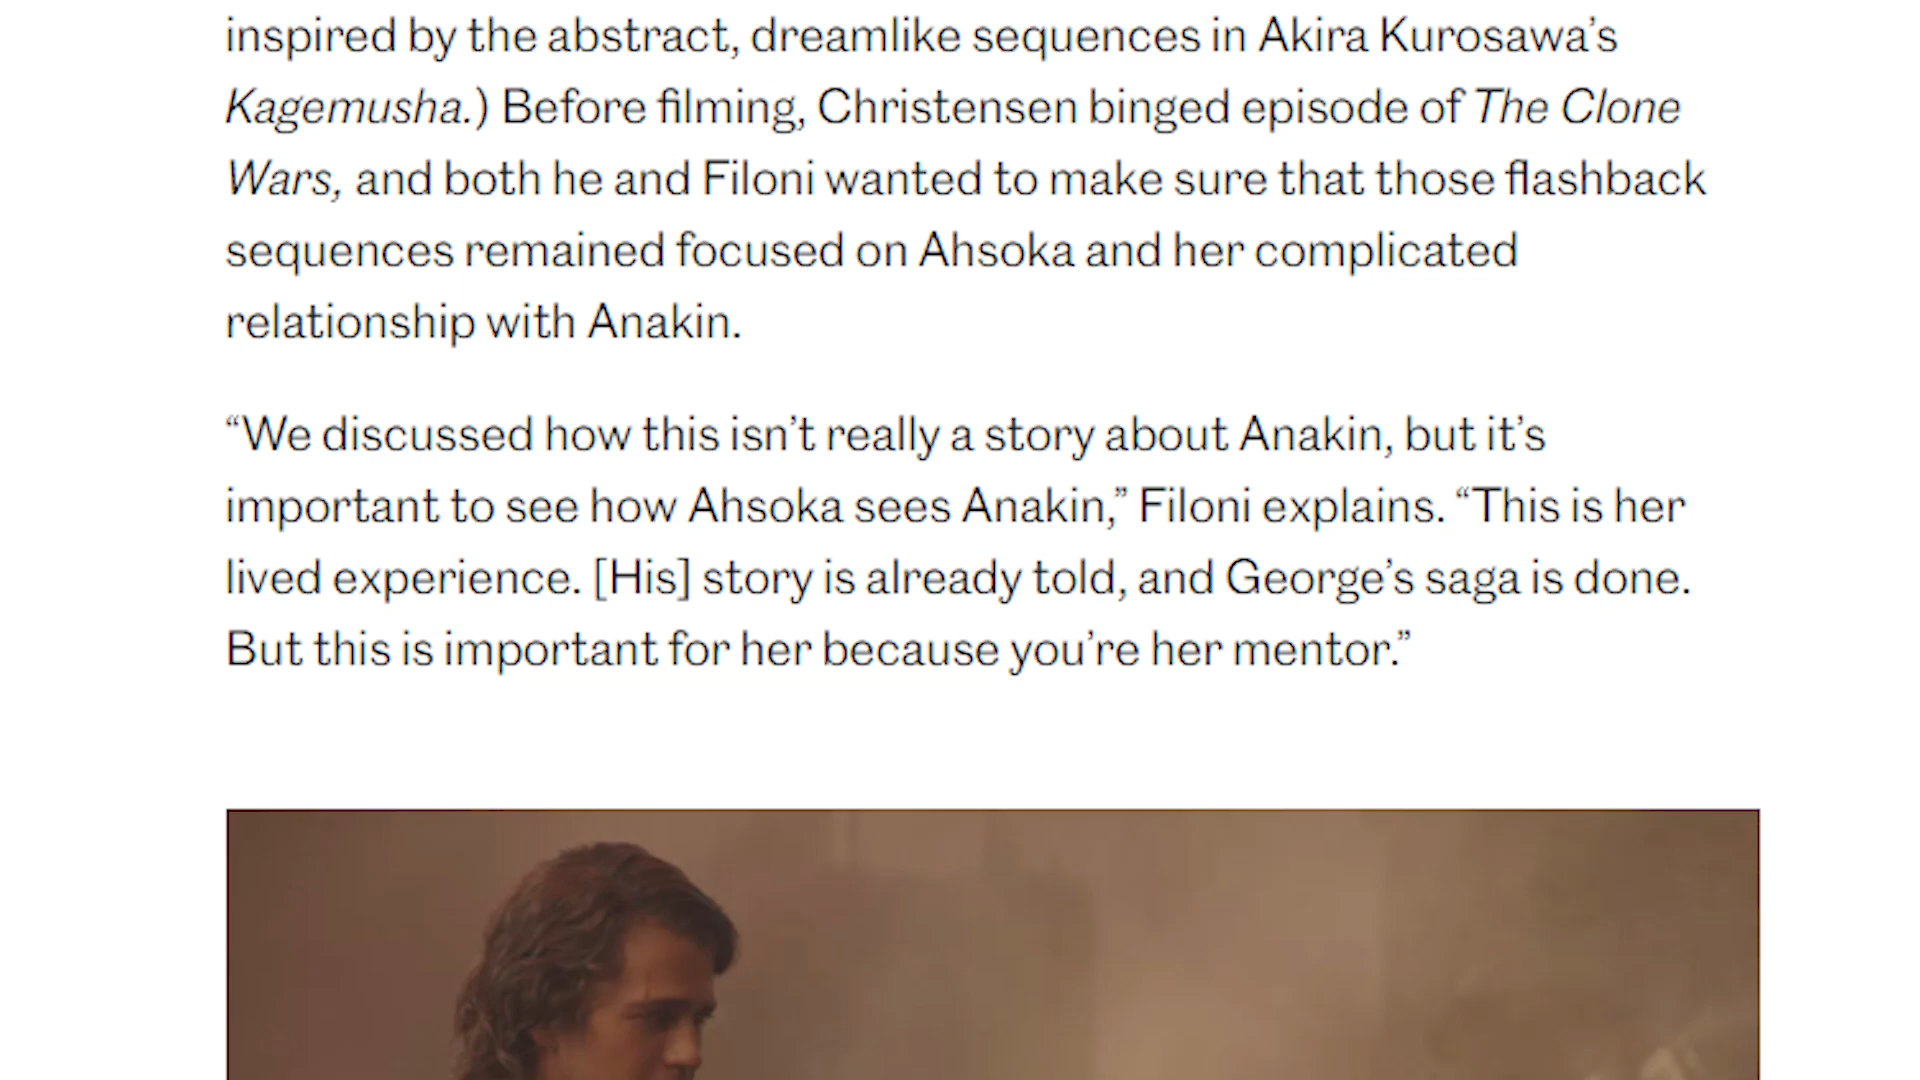 inspired by the abstract, dreamlike sequences in Akira Kurosawa’s
Kagemusha.) Before filming, Christensen binged episode of The Clone
Wars, and both he and Filoni wanted to make sure that those flashback
sequences remained focused on Ahsoka and her complicated
relationship with Anakin.
“We discussed how this isn’t really a story about Anakin, but it’s
important to see how Ahsoka sees Anakin,” Filoni explains. “This is her
lived experience. [His] story is already told, and George’s saga is done.
But this is important for her because you’re her mentor.”